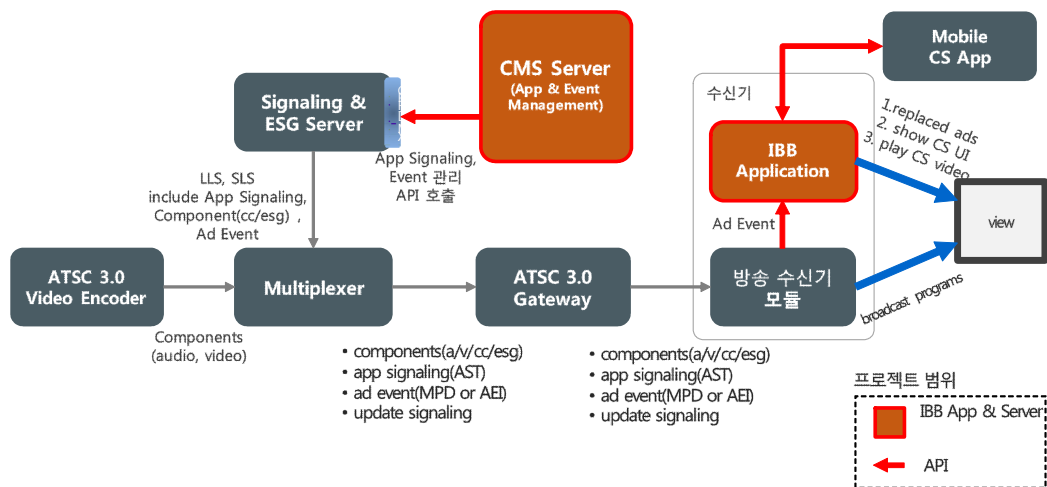 Mobile
CS App
CMS Server
(App & Event
Management)
수신기
Signaling &
ESG Server
1.replaced ads
2. show CS UI
3. play CS video
IBB
Application
App Signaling,
Event 관리
API 호출
LLS, SLS
include App Signaling,
Component(cc/esg) ,
Ad Event
Ad Event
view
ATSC 3.0
Video Encoder
Multiplexer
ATSC 3.0
Gateway
방송 수신기
모듈
broadcast programs
Components
(audio, video)
• components(a/v/cc/esg)
• app signaling(AST)
• ad event(MPD or AEI)
• update signaling
• components(a/v/cc/esg)
• app signaling(AST)
• ad event(MPD or AEI)
• update signaling
프로젝트 범위
IBB App & Server
API